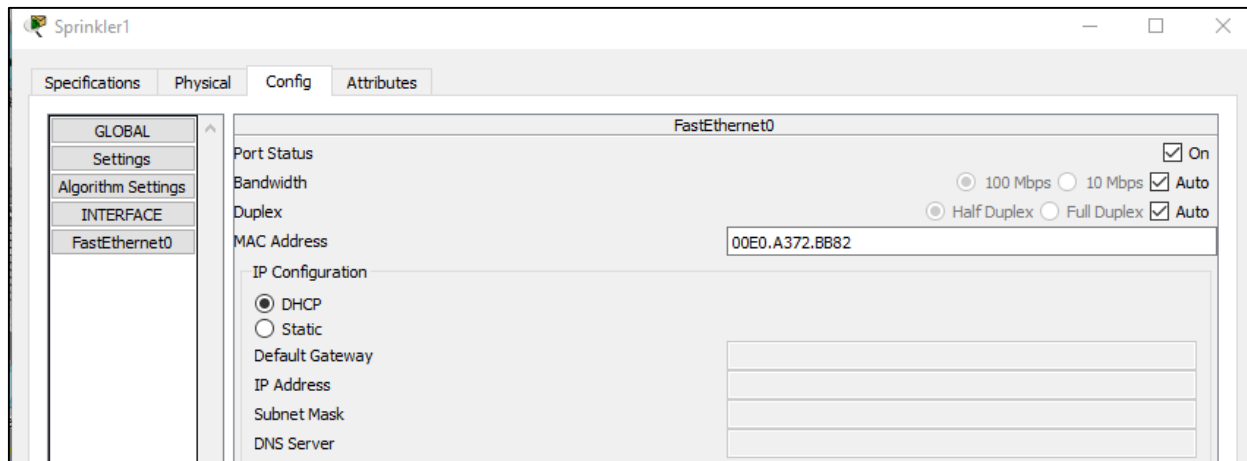 Sprinkler1
Specifications Physical Config Attributes
GLOBAL
Settings
Algorithm Settings
INTERFACE
FastEthernet0
FastEthernet0
Port Status On
Bandwidth 100 Mbps 10 Mbps Auto
Duplex Half Duplex Full Duplex Auto
MAC Address 00E0.A372.BB82
IP Configuration
DHCP
Static
Default Gateway
IP Address
Subnet Mask
DNS Server